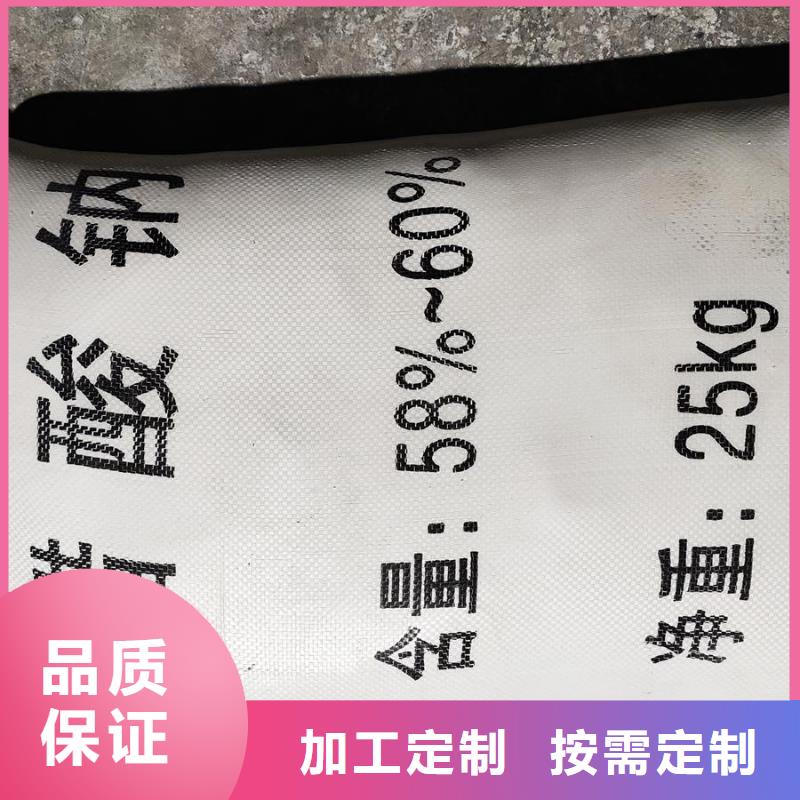 醋酸钠
含量：58%~60%
净重：25kg
品质
保证
加工定制 按需定制